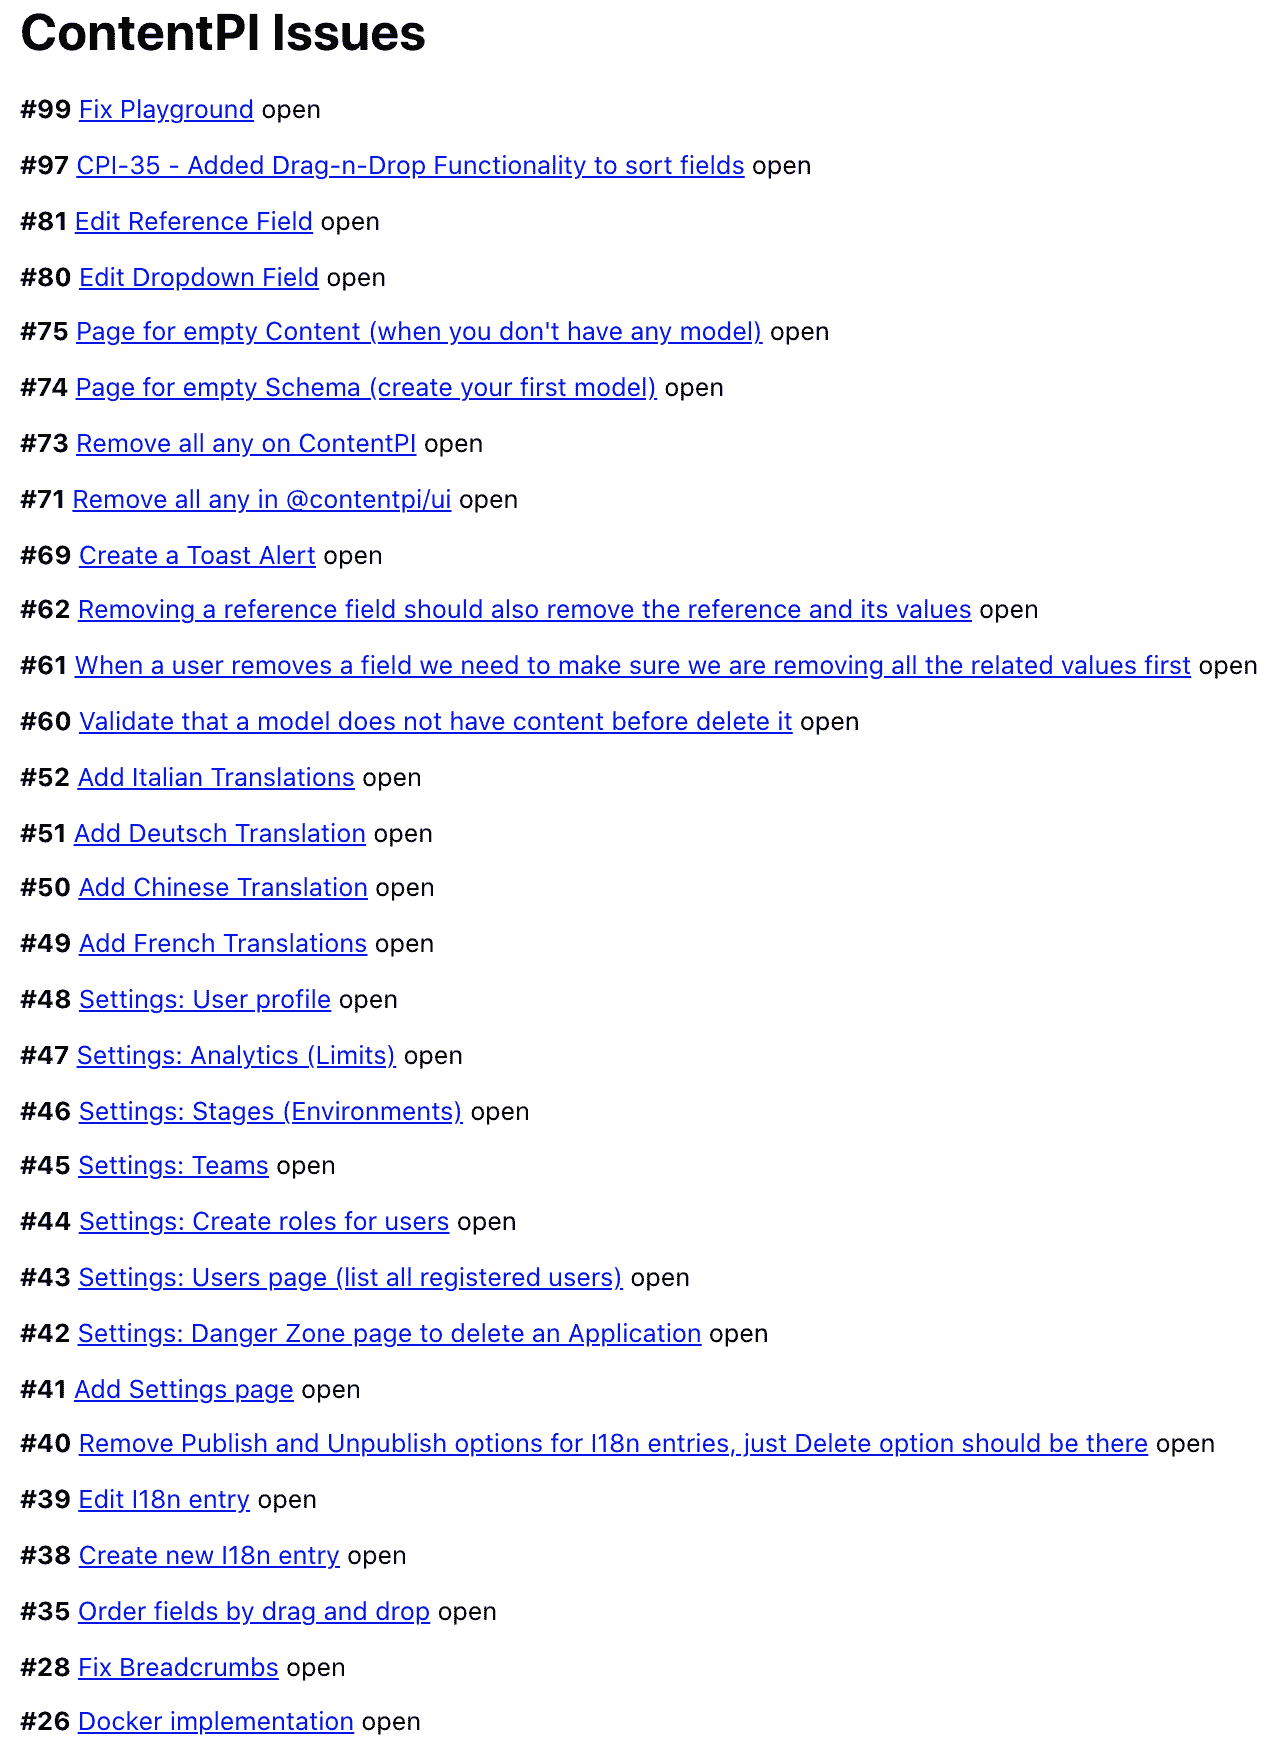 ContentPI Issues
#99 Fix Playground open
#97 CPI-35 - Added Drag-n-Drop Functionality to sort fields open
#81 Edit Reference Field open
#80 Edit Dropdown Field open
#75 Page for empty Content (when you don't have any model) open
#74 Page for empty Schema (create your first model) open
#73 Remove all any on ContentPI open
#71 Remove all any in @contentpi/ui open
#69 Create a Toast Alert open
#62 Removing a reference field should also remove the reference and its values open
#61 When a user removes a field we need to make sure we are removing all the related values first open
#60 Validate that a model does not have content before delete it open
#52 Add Italian Translations open
#51 Add Deutsch Translation open
#50 Add Chinese Translation open
#49 Add French Translations open
#48 Settings: User profile open
#47 Settings: Analytics (Limits) open
#46 Settings: Stages (Environments) open
#45 Settings: Teams open
#44 Settings: Create roles for users open
#43 Settings: Users page (list all registered users) open
#42 Settings: Danger Zone page to delete an Application open
#41 Add Settings page open
#40 Remove Publish and Unpublish options for I18n entries, just Delete option should be there open
#39 Edit I18n entry open
#38 Create new I18n entry open
#35 Order fields by drag and drop open
#28 Fix Breadcrumbs open
#26 Docker implementation open